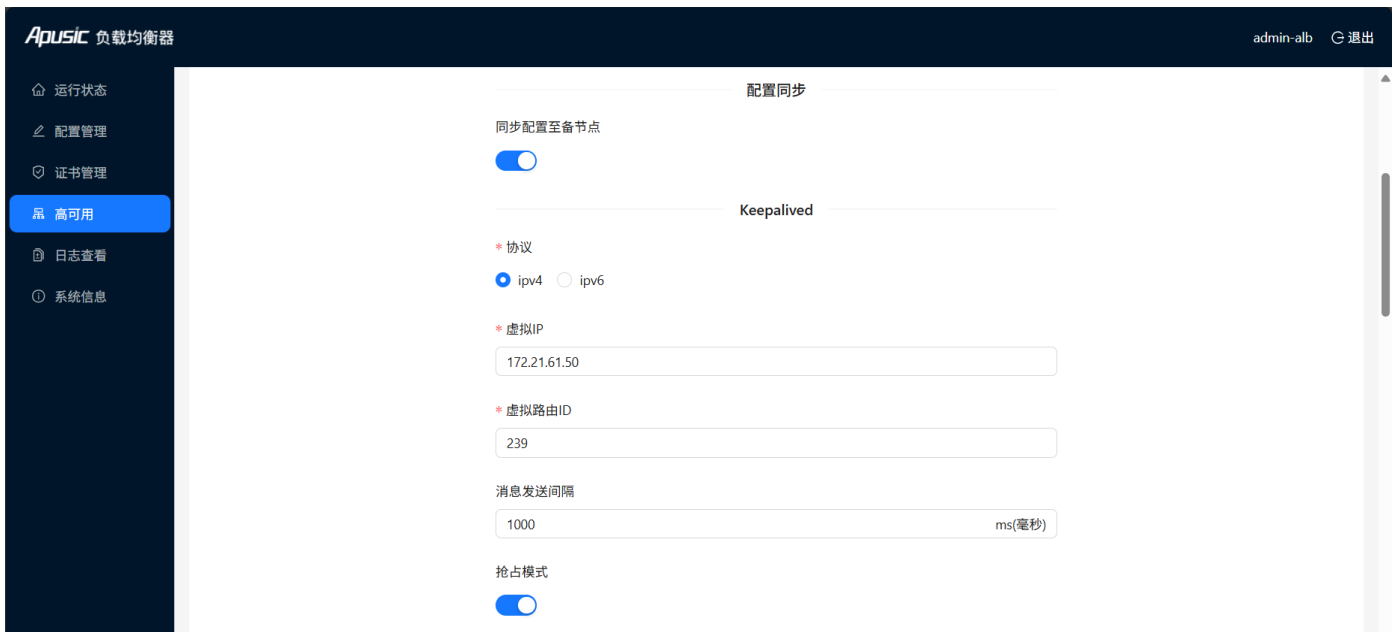 Apusic 负载均衡器
admin-alb 退出
运行状态
配置管理
证书管理
高可用
日志查看
系统信息
配置同步
同步配置至备节点
Keepalived
* 协议
ipv4 ipv6
* 虚拟IP
172.21.61.50
* 虚拟路由ID
239
消息发送间隔
1000 ms(毫秒)
抢占模式